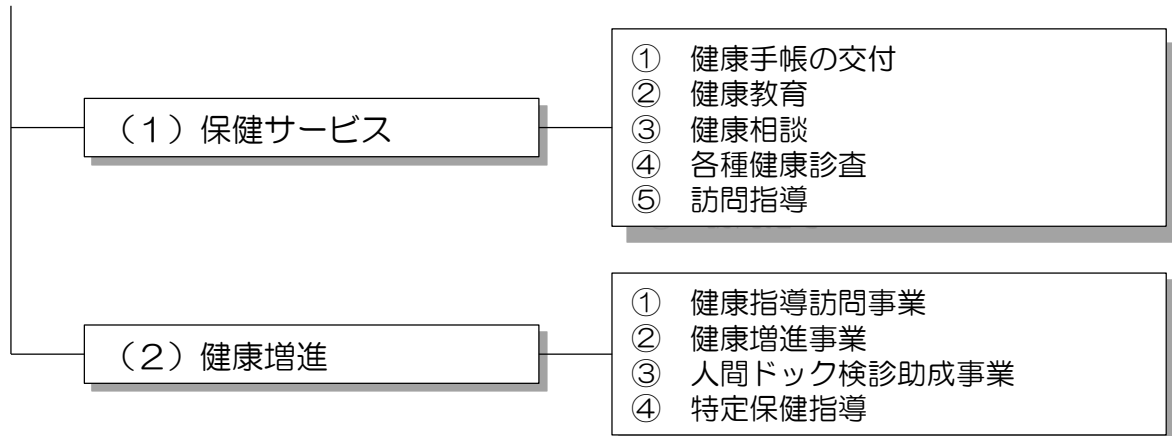 （１）保健サービス
① 健康手帳の交付
② 健康教育
③ 健康相談
④ 各種健康診査
⑤ 訪問指導
（２）健康増進
① 健康指導訪問事業
② 健康増進事業
③ 人間ドック検診助成事業
④ 特定保健指導